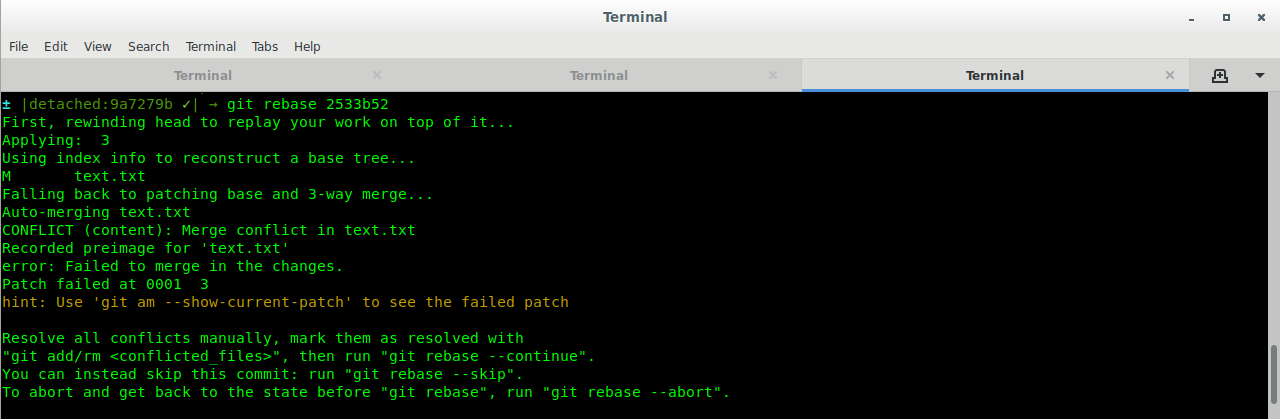 Terminal
File Edit View Search Terminal Tabs Help
Terminal Terminal Terminal
± |detached:9a7279b ✓| → git rebase 2533b52
First, rewinding head to replay your work on top of it...
Applying:  3
Using index info to reconstruct a base tree...
M       text.txt
Falling back to patching base and 3-way merge...
Auto-merging text.txt
CONFLICT (content): Merge conflict in text.txt
Recorded preimage for 'text.txt'
error: Failed to merge in the changes.
Patch failed at 0001  3
hint: Use 'git am --show-current-patch' to see the failed patch
Resolve all conflicts manually, mark them as resolved with
"git add/rm <conflicted_files>", then run "git rebase --continue".
You can instead skip this commit: run "git rebase --skip".
To abort and get back to the state before "git rebase", run "git rebase --abort".